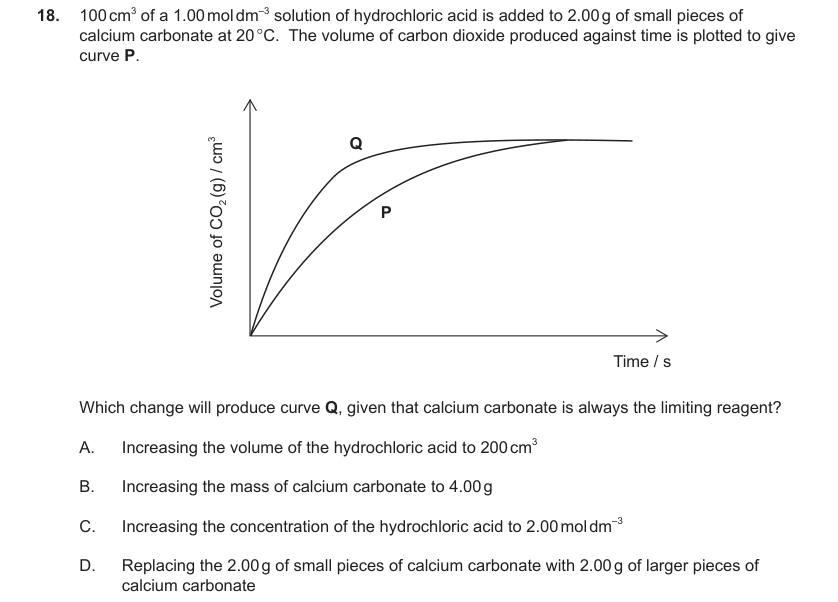 18. 100 cm³ of a 1.00 mol dm⁻³ solution of hydrochloric acid is added to 2.00 g of small pieces of
calcium carbonate at 20 °C. The volume of carbon dioxide produced against time is plotted to give
curve P.
Volume of CO₂(g) / cm³
Q
P
Time / s
Which change will produce curve Q, given that calcium carbonate is always the limiting reagent?
A. Increasing the volume of the hydrochloric acid to 200 cm³
B. Increasing the mass of calcium carbonate to 4.00 g
C. Increasing the concentration of the hydrochloric acid to 2.00 mol dm⁻³
D. Replacing the 2.00 g of small pieces of calcium carbonate with 2.00 g of larger pieces of
calcium carbonate